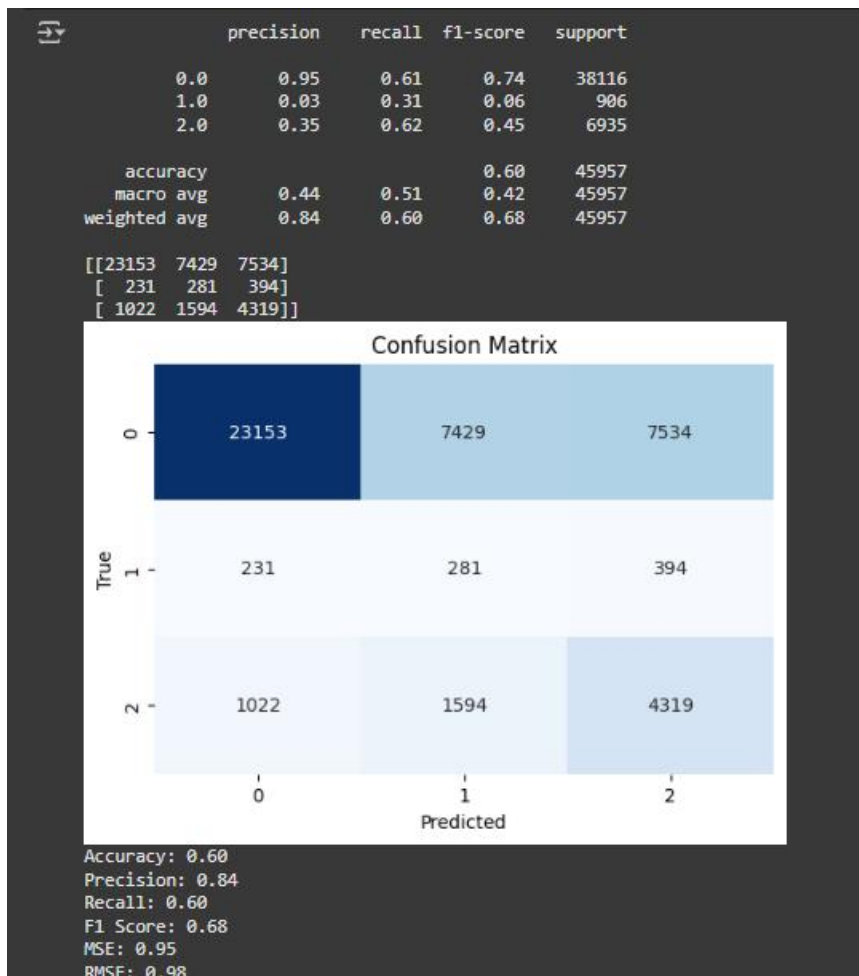 precision recall f1-score support
0.0 0.95 0.61 0.74 38116
1.0 0.03 0.31 0.06 906
2.0 0.35 0.62 0.45 6935
accuracy 0.60 45957
macro avg 0.44 0.51 0.42 45957
weighted avg 0.84 0.60 0.68 45957
[[23153 7429 7534]
[ 231 281 394]
[ 1022 1594 4319]]
Confusion Matrix
0 23153 7429 7534
True
1 231 281 394
2 1022 1594 4319
0 1 2
Predicted
Accuracy: 0.60
Precision: 0.84
Recall: 0.60
F1 Score: 0.68
MSE: 0.95
RMSE: 0.98